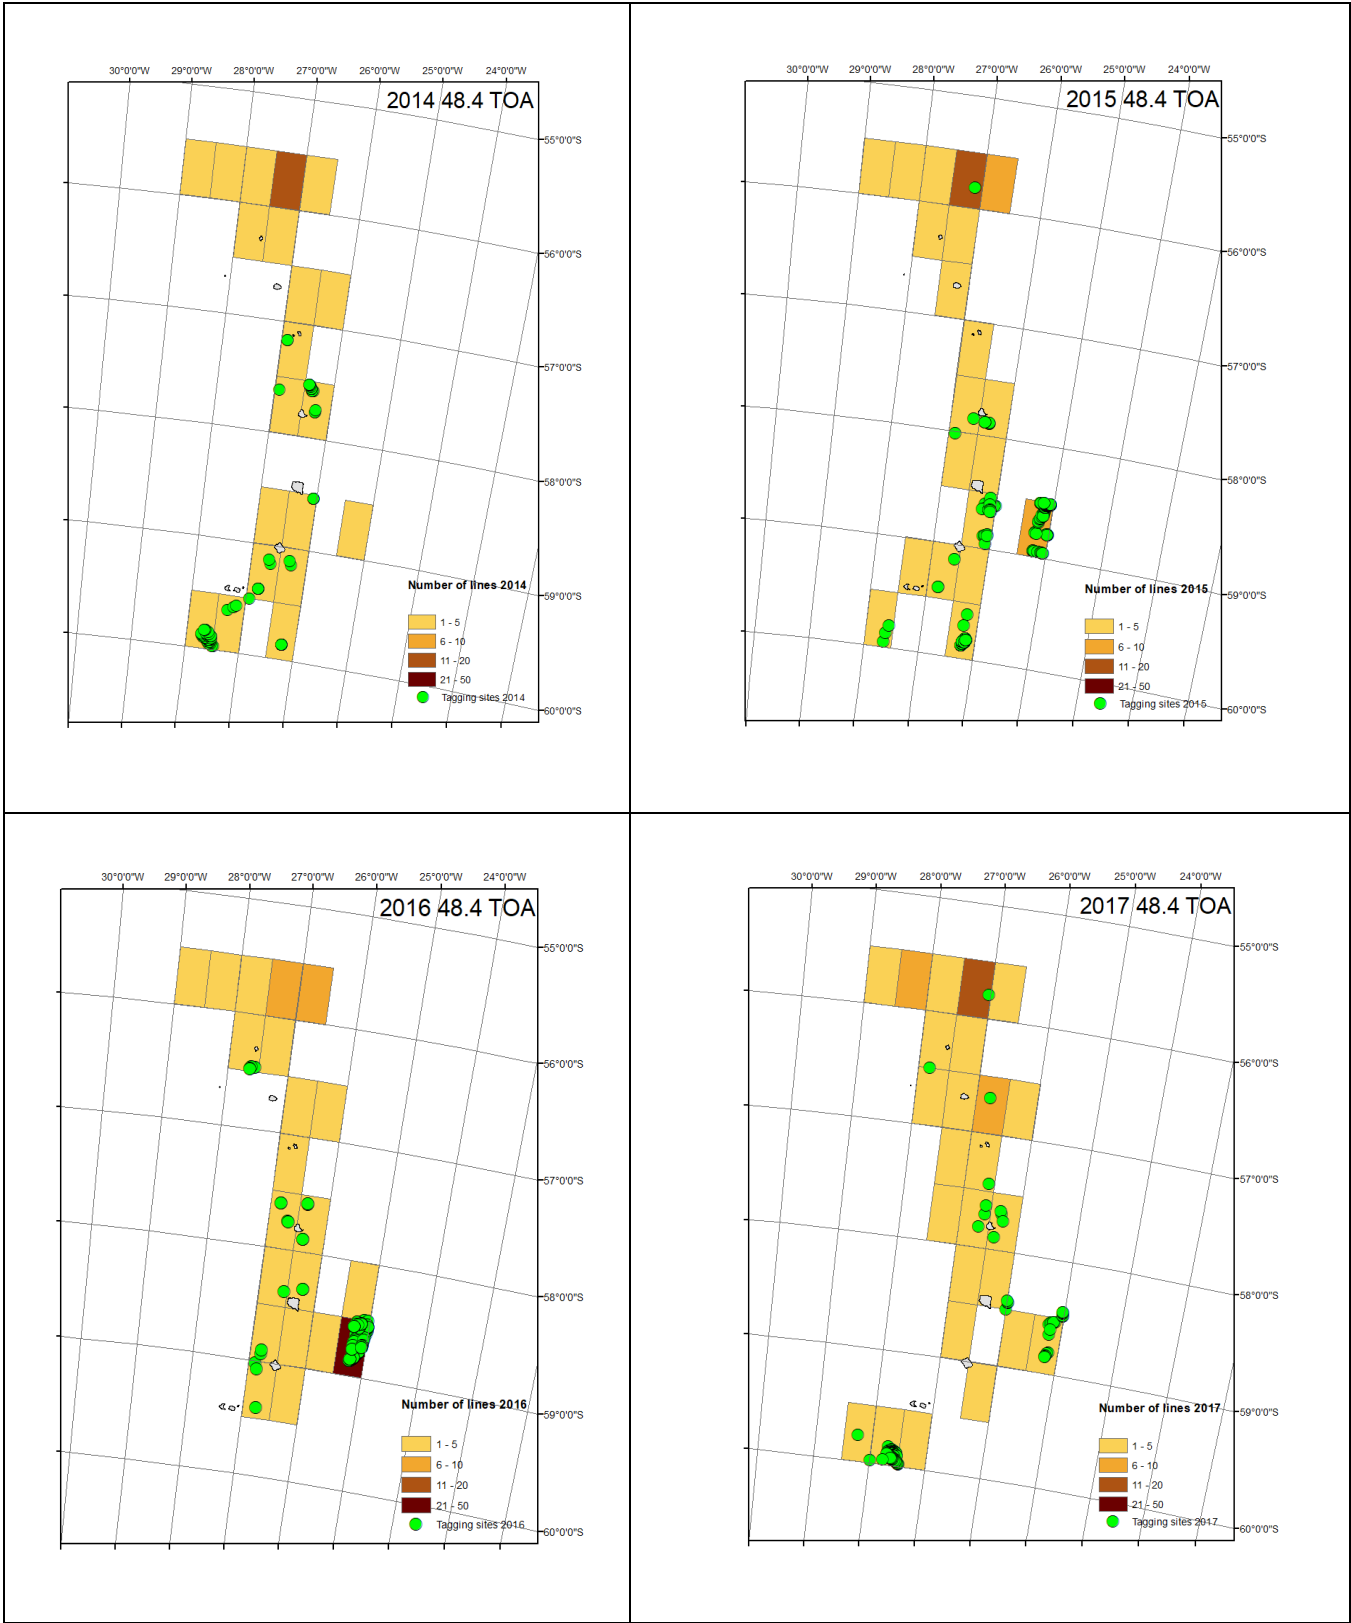 30°0'0"W 29°0'0"W 28°0'0"W 27°0'0"W 26°0'0"W 25°0'0"W 24°0'0"W
2014 48.4 TOA
55°0'0"S
56°0'0"S
57°0'0"S
58°0'0"S
59°0'0"S
60°0'0"S
Number of lines 2014
1 - 5
6 - 10
11 - 20
21 - 50
Tagging sites 2014
30°0'0"W 29°0'0"W 28°0'0"W 27°0'0"W 26°0'0"W 25°0'0"W 24°0'0"W
2015 48.4 TOA
55°0'0"S
56°0'0"S
57°0'0"S
58°0'0"S
59°0'0"S
60°0'0"S
Number of lines 2015
1 - 5
6 - 10
11 - 20
21 - 50
Tagging sites 2015
30°0'0"W 29°0'0"W 28°0'0"W 27°0'0"W 26°0'0"W 25°0'0"W 24°0'0"W
2016 48.4 TOA
55°0'0"S
56°0'0"S
57°0'0"S
58°0'0"S
59°0'0"S
60°0'0"S
Number of lines 2016
1 - 5
6 - 10
11 - 20
21 - 50
Tagging sites 2016
30°0'0"W 29°0'0"W 28°0'0"W 27°0'0"W 26°0'0"W 25°0'0"W 24°0'0"W
2017 48.4 TOA
55°0'0"S
56°0'0"S
57°0'0"S
58°0'0"S
59°0'0"S
60°0'0"S
Number of lines 2017
1 - 5
6 - 10
11 - 20
21 - 50
Tagging sites 2017